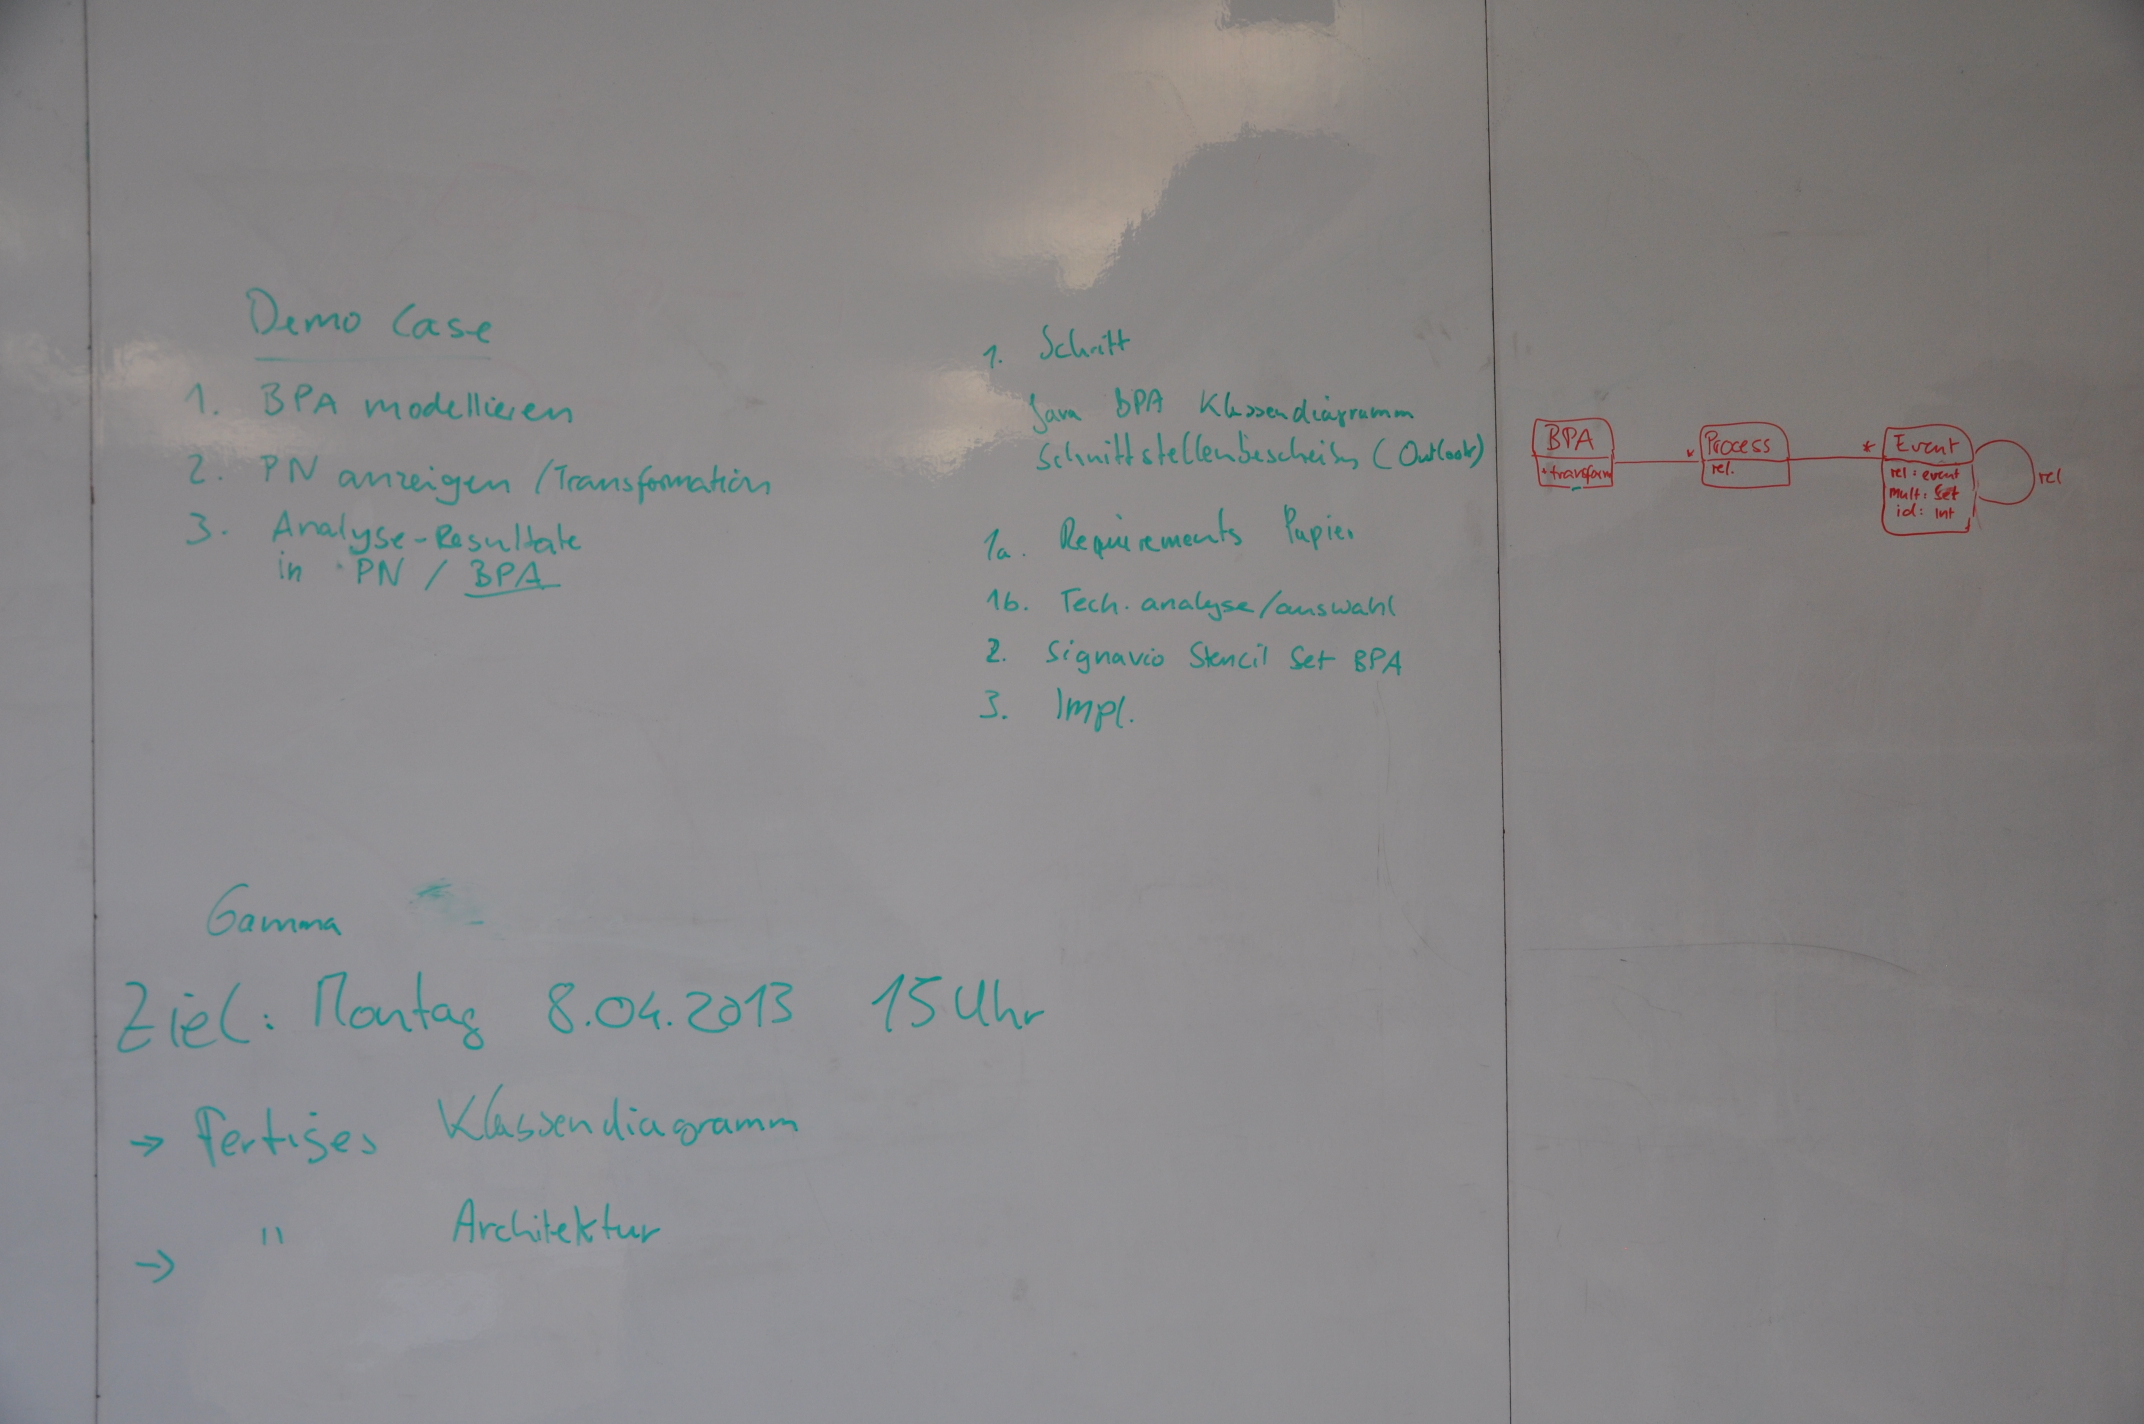 Demo Case
1. BPA modellieren
2. PN anzeigen / Transformation
3. Analyse-Resultate
in PN / BPA
1. Schritt
Java BPA Klassendiagramm
(Outlook)
1a. Requirements Papier
1b. Tech. analyse/auswahl
2. Signavio Stencil Set BPA
3. Impl.
BPA
+transform
*
Process
rel.
*
Event
rel: event
mult: Set
id: int
rel
Gamma
Ziel: Montag 8.04.2013 15 Uhr
→ Fertiges Klassendiagramm
→ " Architektur